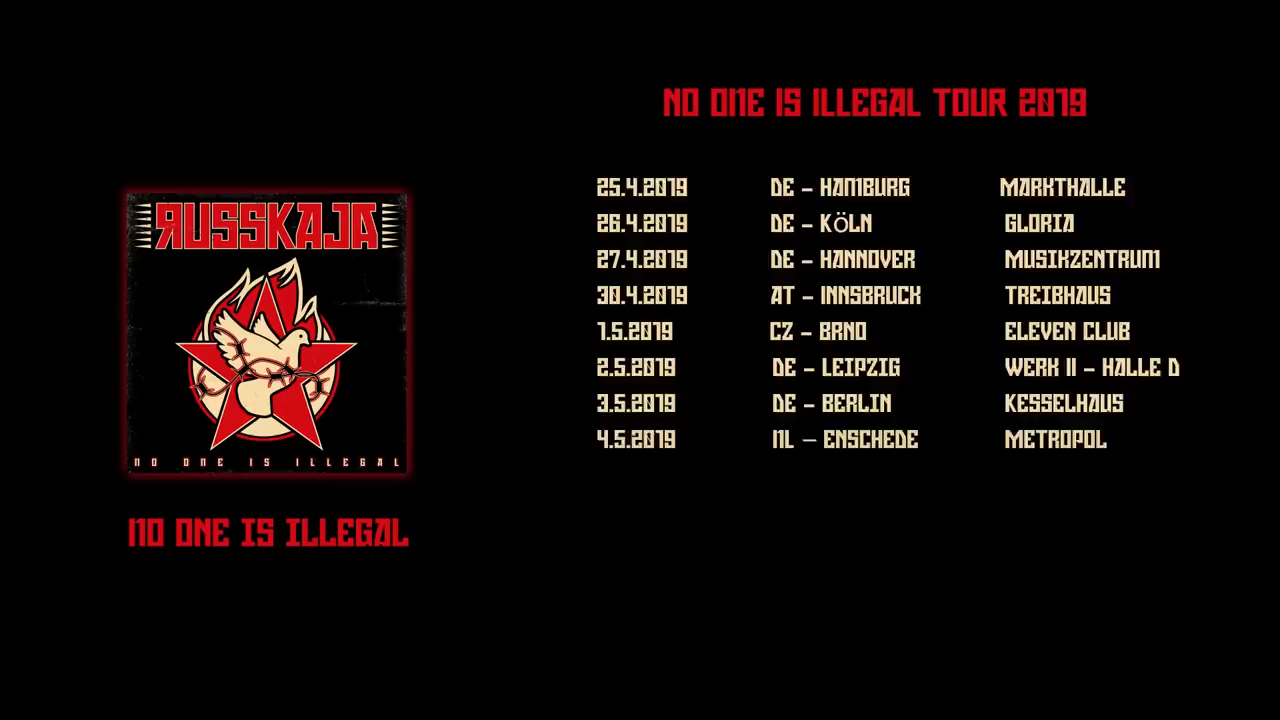 NO ONE IS ILLEGAL TOUR 2019
25.4.2019 DE – HAMBURG MARKTHALLE
26.4.2019 DE – KÖLN GLORIA
27.4.2019 DE – HANNOVER MUSIKZENTRUM
30.4.2019 AT – INNSBRUCK TREIBHAUS
1.5.2019 CZ – BRNO ELEVEN CLUB
2.5.2019 DE – LEIPZIG WERK II – HALLE D
3.5.2019 DE – BERLIN KESSELHAUS
4.5.2019 NL – ENSCHEDE METROPOL
ЯUSSKAJA
NO ONE IS ILLEGAL
NO ONE IS ILLEGAL